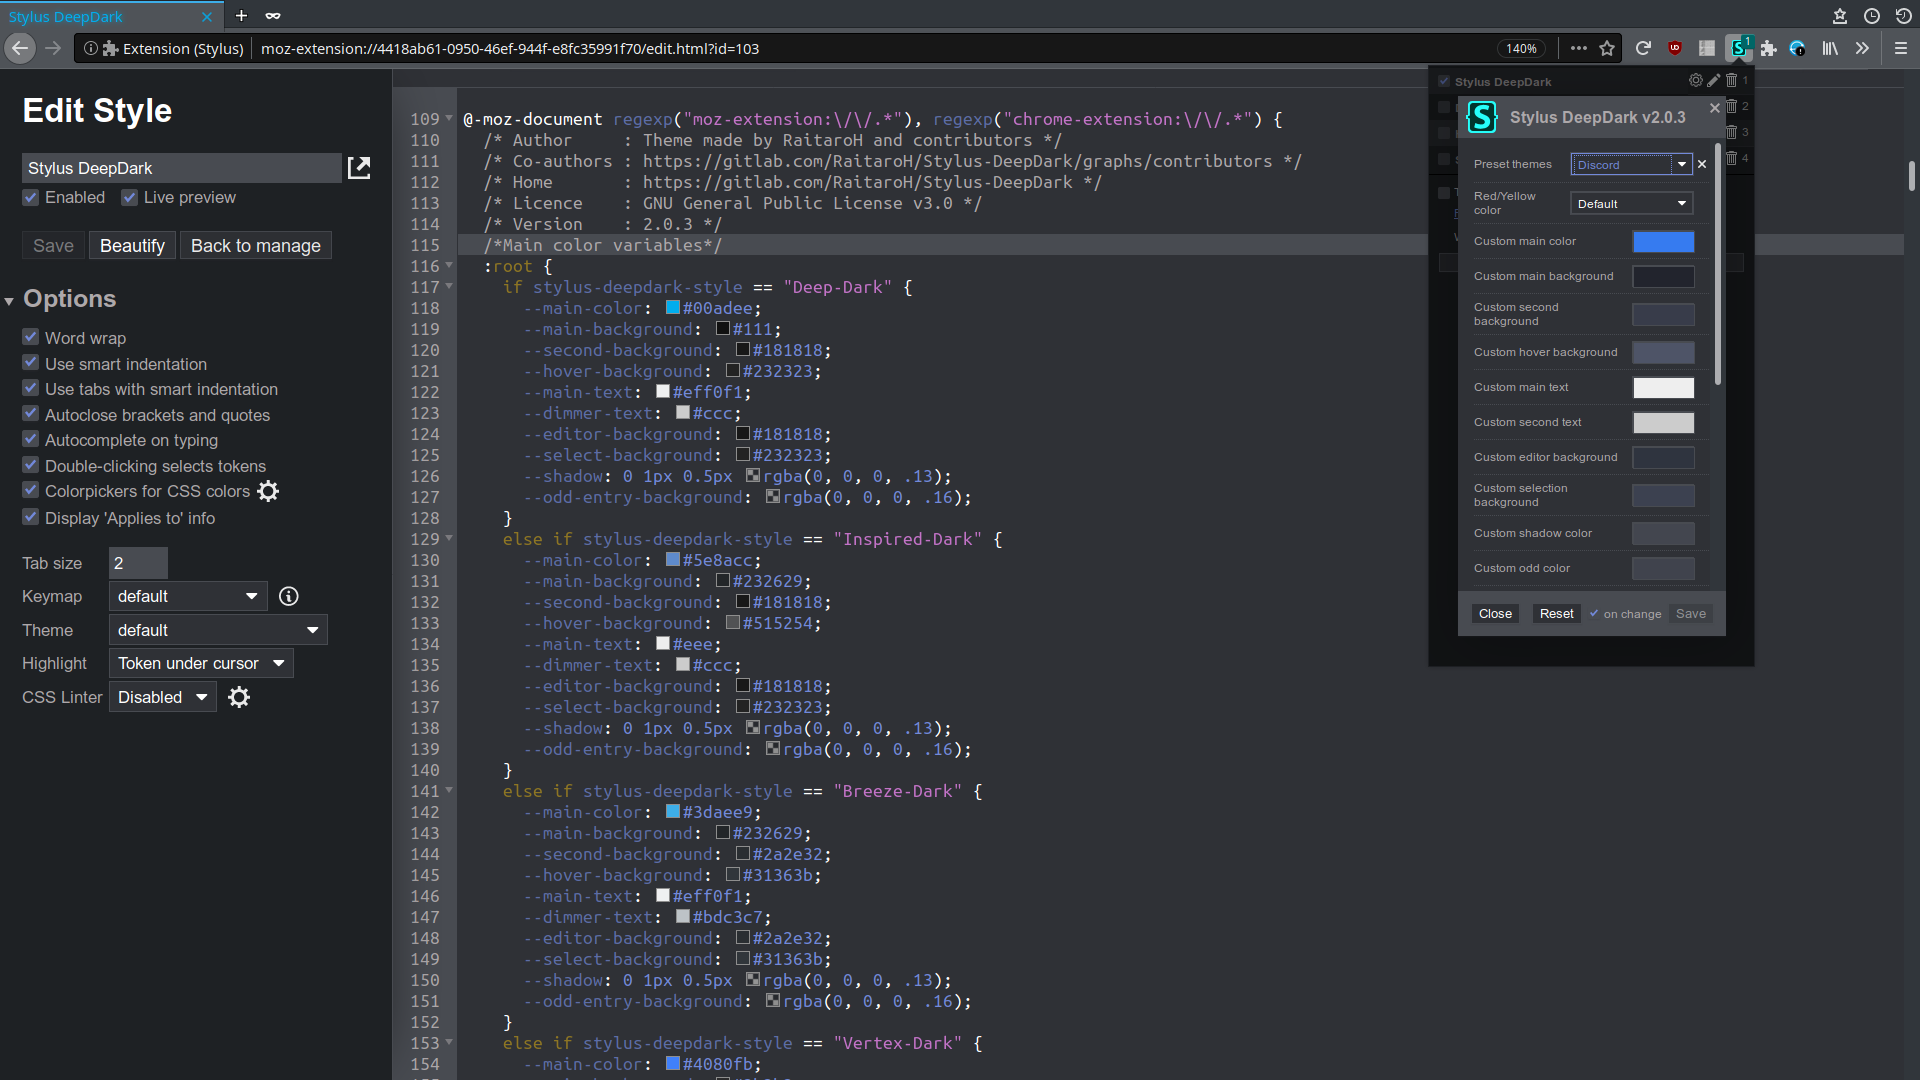 Stylus DeepDark
Extension (Stylus)
moz-extension://4418ab61-0950-46ef-944f-e8fc35991f70/edit.html?id=103
140%
1
Edit Style
Stylus DeepDark
Enabled
Live preview
Save
Beautify
Back to manage
Options
Word wrap
Use smart indentation
Use tabs with smart indentation
Autoclose brackets and quotes
Autocomplete on typing
Double-clicking selects tokens
Colorpickers for CSS colors
Display 'Applies to' info
Tab size 2
Keymap default
Theme default
Highlight Token under cursor
CSS Linter Disabled
109 @-moz-document regexp("moz-extension:\/\/.*"), regexp("chrome-extension:\/\/.*") {
110 /* Author : Theme made by RaitaroH and contributors */
111 /* Co-authors : https://gitlab.com/RaitaroH/Stylus-DeepDark/graphs/contributors */
112 /* Home : https://gitlab.com/RaitaroH/Stylus-DeepDark */
113 /* Licence : GNU General Public License v3.0 */
114 /* Version : 2.0.3 */
115 /*Main color variables*/
116 :root {
117 if stylus-deepdark-style == "Deep-Dark" {
118 --main-color: #00adee;
119 --main-background: #111;
120 --second-background: #181818;
121 --hover-background: #232323;
122 --main-text: #eff0f1;
123 --dimmer-text: #ccc;
124 --editor-background: #181818;
125 --select-background: #232323;
126 --shadow: 0 1px 0.5px rgba(0, 0, 0, .13);
127 --odd-entry-background: rgba(0, 0, 0, .16);
128 }
129 else if stylus-deepdark-style == "Inspired-Dark" {
130 --main-color: #5e8acc;
131 --main-background: #232629;
132 --second-background: #181818;
133 --hover-background: #515254;
134 --main-text: #eee;
135 --dimmer-text: #ccc;
136 --editor-background: #181818;
137 --select-background: #232323;
138 --shadow: 0 1px 0.5px rgba(0, 0, 0, .13);
139 --odd-entry-background: rgba(0, 0, 0, .16);
140 }
141 else if stylus-deepdark-style == "Breeze-Dark" {
142 --main-color: #3daee9;
143 --main-background: #232629;
144 --second-background: #2a2e32;
145 --hover-background: #31363b;
146 --main-text: #eff0f1;
147 --dimmer-text: #bdc3c7;
148 --editor-background: #2a2e32;
149 --select-background: #31363b;
150 --shadow: 0 1px 0.5px rgba(0, 0, 0, .13);
151 --odd-entry-background: rgba(0, 0, 0, .16);
152 }
153 else if stylus-deepdark-style == "Vertex-Dark" {
154 --main-color: #4080fb;
Stylus DeepDark 1
2
3
4
Stylus DeepDark v2.0.3
Preset themes Discord
Red/Yellow
color
Default
Custom main color
Custom main background
Custom second
background
Custom hover background
Custom main text
Custom second text
Custom editor background
Custom selection
background
Custom shadow color
Custom odd color
Close
Reset
on change
Save